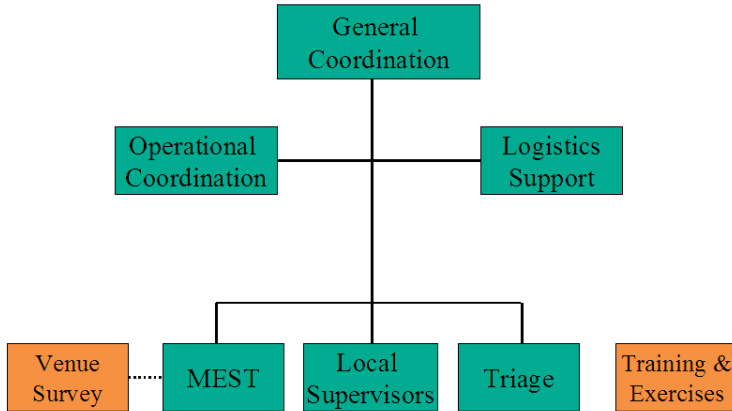 General
Coordination
Operational
Coordination
Logistics
Support
Venue
Survey
MEST
Local
Supervisors
Triage
Training &
Exercises